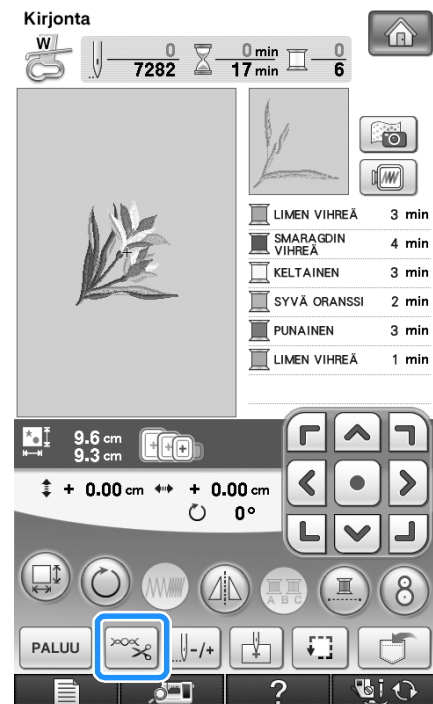 Kirjonta
W
0 0 min 0
7282 17 min 6
LIMEN VIHREÄ 3 min
SMARAGDIN
VIHREÄ 4 min
KELTAINEN 3 min
SYVÄ ORANSSI 2 min
PUNAINEN 3 min
LIMEN VIHREÄ 1 min
9.6 cm
9.3 cm
+ 0.00 cm + 0.00 cm
0°
A B C
8
PALUU
-/+
?